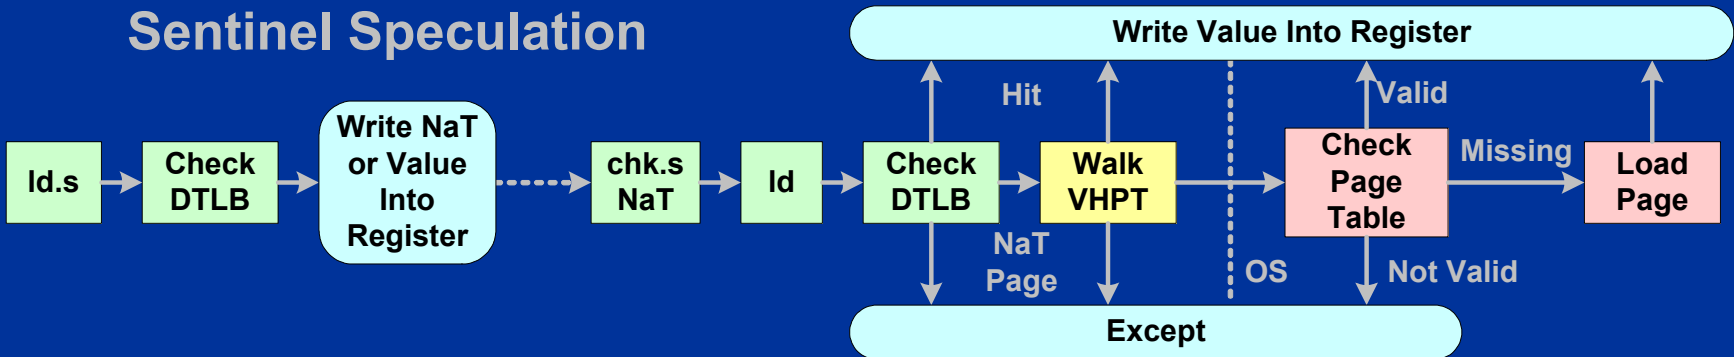 Sentinel Speculation
Write Value Into Register
Hit
Valid
ld.s
Check
DTLB
Write NaT
or Value
Into
Register
chk.s
NaT
ld
Check
DTLB
Walk
VHPT
Check
Page
Table
Missing
Load
Page
NaT
Page
OS
Not Valid
Except